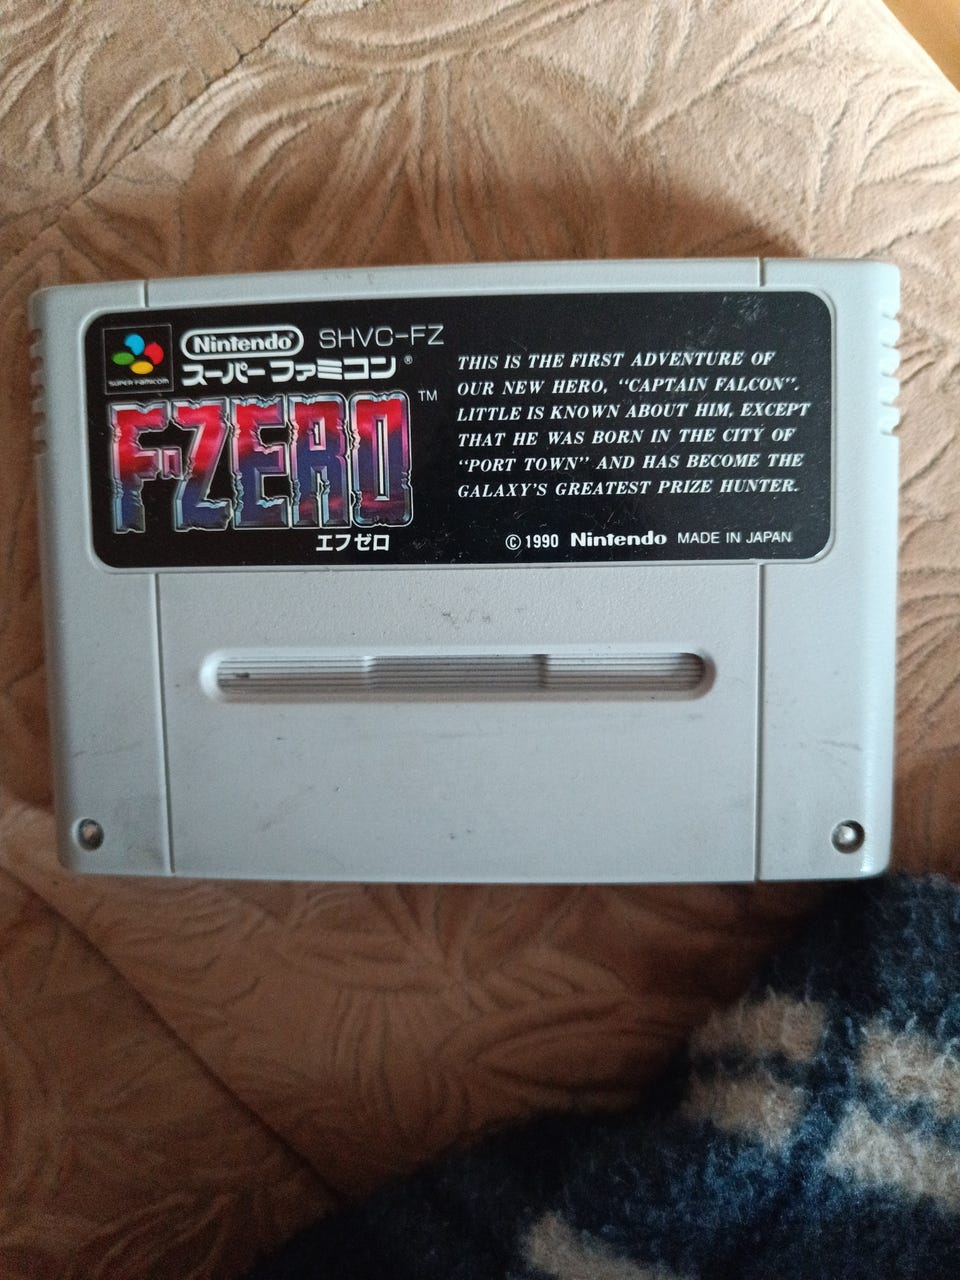 SUPER FAMICOM
Nintendo® SHVC-FZ
スーパーファミコン®
F-ZERO™
エフゼロ
THIS IS THE FIRST ADVENTURE OF
OUR NEW HERO, “CAPTAIN FALCON”.
LITTLE IS KNOWN ABOUT HIM, EXCEPT
THAT HE WAS BORN IN THE CITY OF
“PORT TOWN” AND HAS BECOME THE
GALAXY’S GREATEST PRIZE HUNTER.
© 1990 Nintendo MADE IN JAPAN